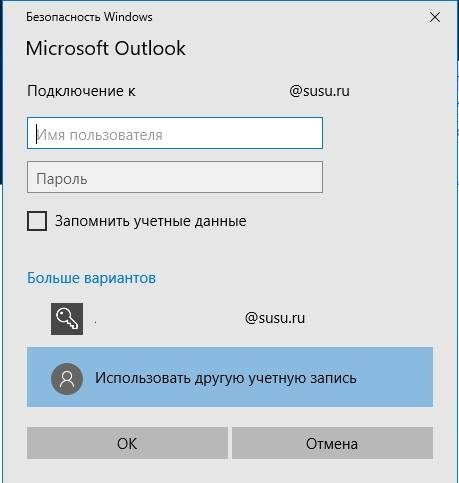 Безопасность Windows
Microsoft Outlook
Подключение к @susu.ru
Имя пользователя
Пароль
Запомнить учетные данные
Больше вариантов
@susu.ru
Использовать другую учетную запись
ОК
Отмена